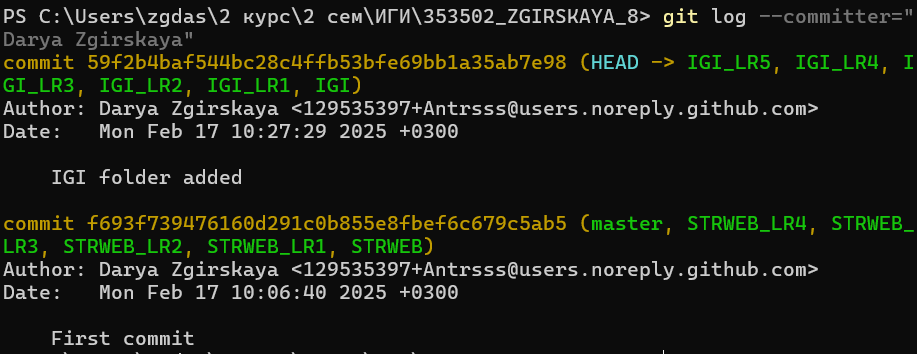 PS C:\Users\zgdas\2 курс\2 сем\ИГИ\353502_ZGIRSKAYA_8> git log --committer="
Darya Zgirskaya"
commit 59f2b4baf544bc28c4ffb53bfe69bb1a35ab7e98 (HEAD -> IGI_LR5, IGI_LR4, I
GI_LR3, IGI_LR2, IGI_LR1, IGI)
Author: Darya Zgirskaya <129535397+Antrsss@users.noreply.github.com>
Date:   Mon Feb 17 10:27:29 2025 +0300
    IGI folder added
commit f693f739476160d291c0b855e8fbef6c679c5ab5 (master, STRWEB_LR4, STRWEB_
LR3, STRWEB_LR2, STRWEB_LR1, STRWEB)
Author: Darya Zgirskaya <129535397+Antrsss@users.noreply.github.com>
Date:   Mon Feb 17 10:06:40 2025 +0300
    First commit